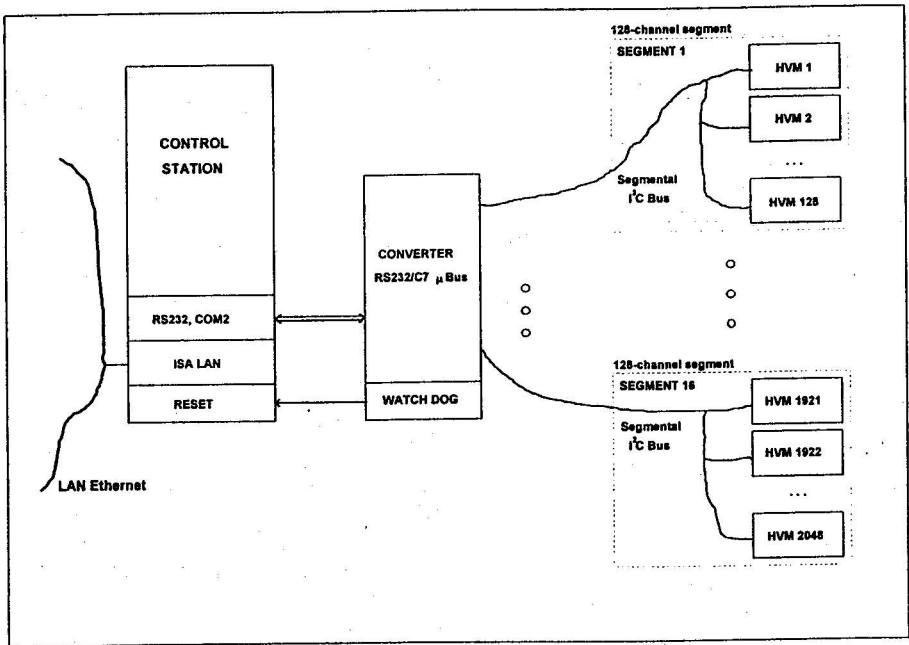 128-channel segment
SEGMENT 1
HVM 1
HVM 2
...
HVM 128
Segmental
I²C Bus
CONTROL
STATION
CONVERTER
RS232/C7 μ Bus
RS232, COM2
ISA LAN
RESET
WATCH DOG
LAN Ethernet
128-channel segment
SEGMENT 16
HVM 1921
HVM 1922
...
HVM 2048
Segmental
I²C Bus